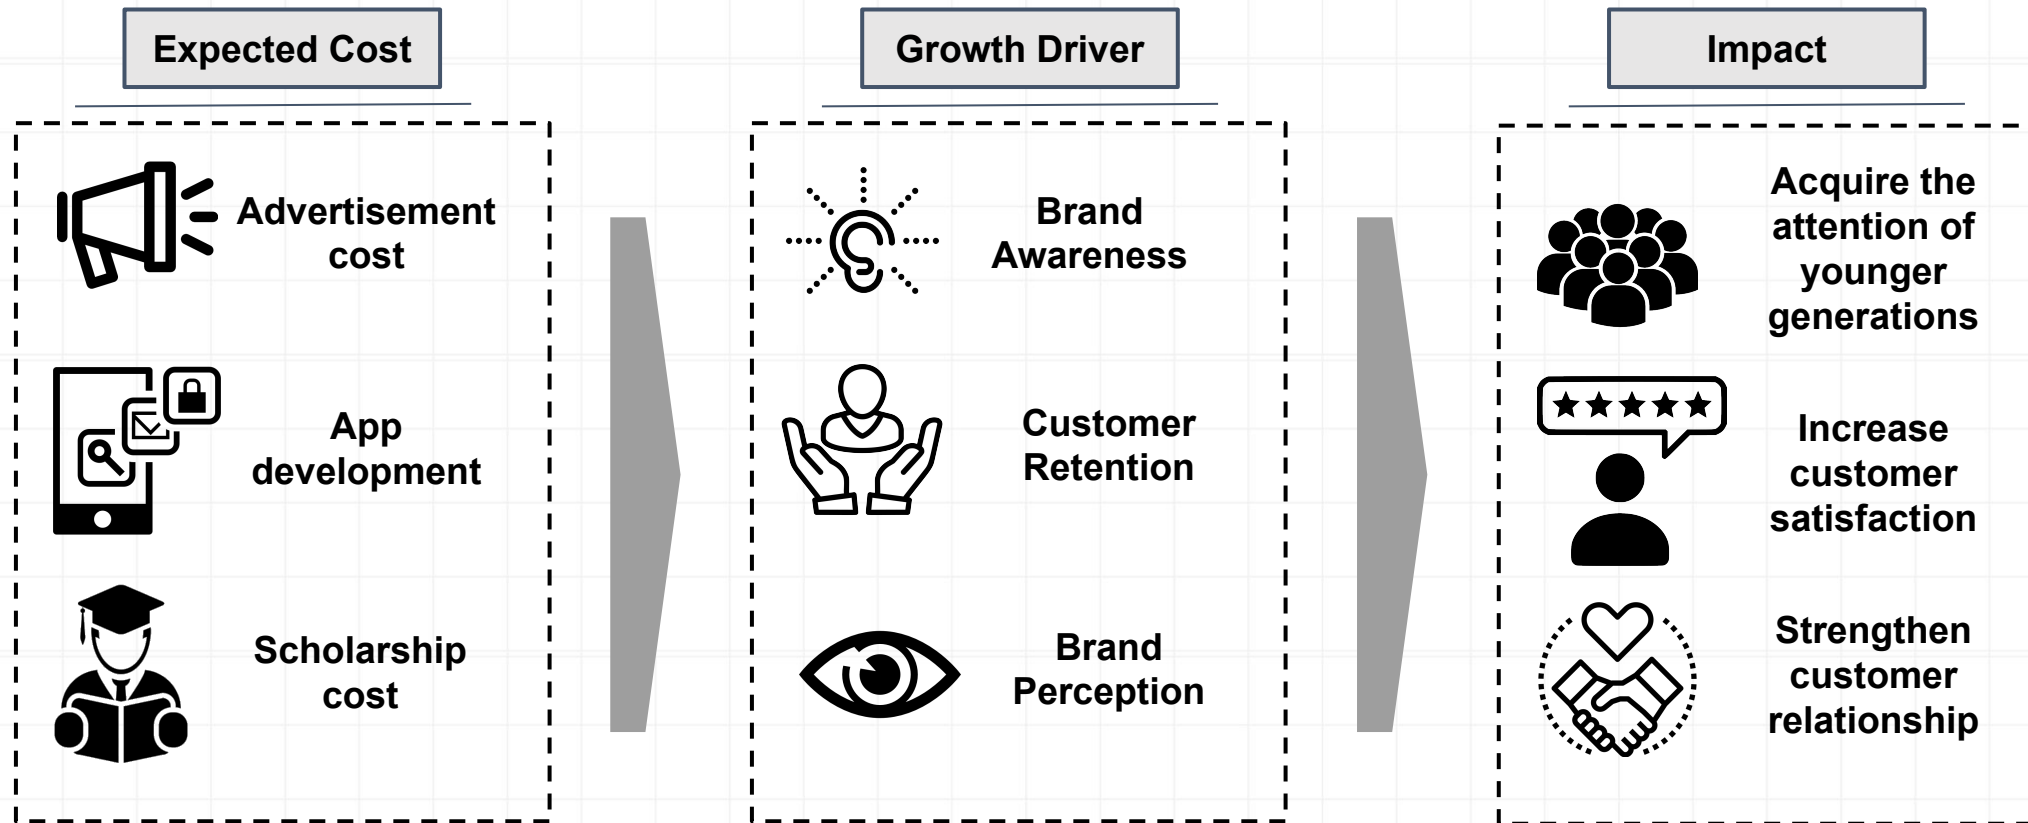 Expected Cost
Growth Driver
Impact
Advertisement
cost
App
development
Scholarship
cost
Brand
Awareness
Customer
Retention
Brand
Perception
Acquire the
attention of
younger
generations
Increase
customer
satisfaction
Strengthen
customer
relationship